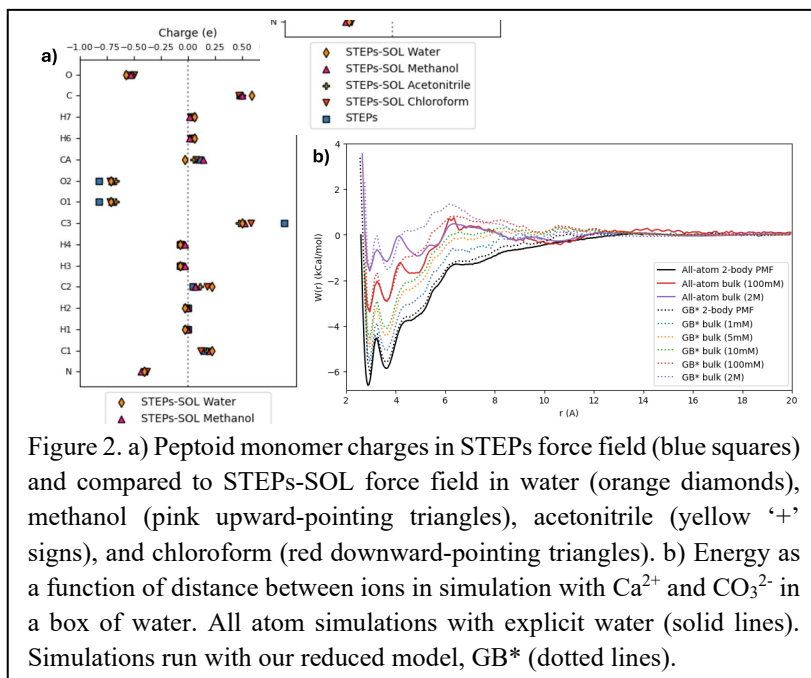 N
STEPs-SOL Water
STEPs-SOL Methanol
STEPs-SOL Acetonitrile
STEPs-SOL Chloroform
STEPs
a)
Charge (e)
−1.00 −0.75 −0.50 −0.25 0.00 0.25 0.50
O
C
H7
H6
CA
O2
O1
C3
H4
H3
C2
H2
H1
C1
N
STEPs-SOL Water
STEPs-SOL Methanol
b)
W(r) (kCal/mol)
4
2
0
−2
−4
−6
2 4 6 8 10 12 14 16 18 20
r (A)
All-atom 2-body PMF
All-atom bulk (100mM)
All-atom bulk (2M)
GB* 2-body PMF
GB* bulk (1mM)
GB* bulk (5mM)
GB* bulk (10mM)
GB* bulk (100mM)
GB* bulk (2M)
Figure 2. a) Peptoid monomer charges in STEPs force field (blue squares)
and compared to STEPs-SOL force field in water (orange diamonds),
methanol (pink upward-pointing triangles), acetonitrile (yellow ‘+’
signs), and chloroform (red downward-pointing triangles). b) Energy as
a function of distance between ions in simulation with Ca²⁺ and CO₃²⁻ in
a box of water. All atom simulations with explicit water (solid lines).
Simulations run with our reduced model, GB* (dotted lines).